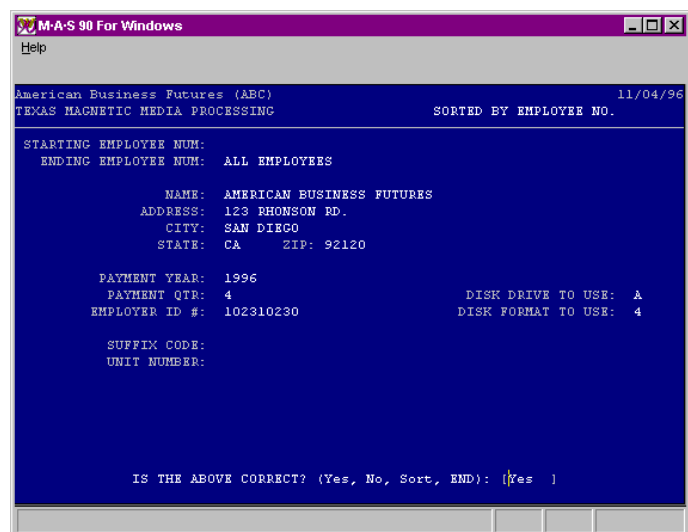 M·A·S 90 For Windows
Help
American Business Futures (ABC) 11/04/96
TEXAS MAGNETIC MEDIA PROCESSING SORTED BY EMPLOYEE NO.
STARTING EMPLOYEE NUM:
ENDING EMPLOYEE NUM: ALL EMPLOYEES
NAME: AMERICAN BUSINESS FUTURES
ADDRESS: 123 RHONSON RD.
CITY: SAN DIEGO
STATE: CA ZIP: 92120
PAYMENT YEAR: 1996
PAYMENT QTR: 4 DISK DRIVE TO USE: A
EMPLOYER ID #: 102310230 DISK FORMAT TO USE: 4
SUFFIX CODE:
UNIT NUMBER:
IS THE ABOVE CORRECT? (Yes, No, Sort, END): [Yes ]